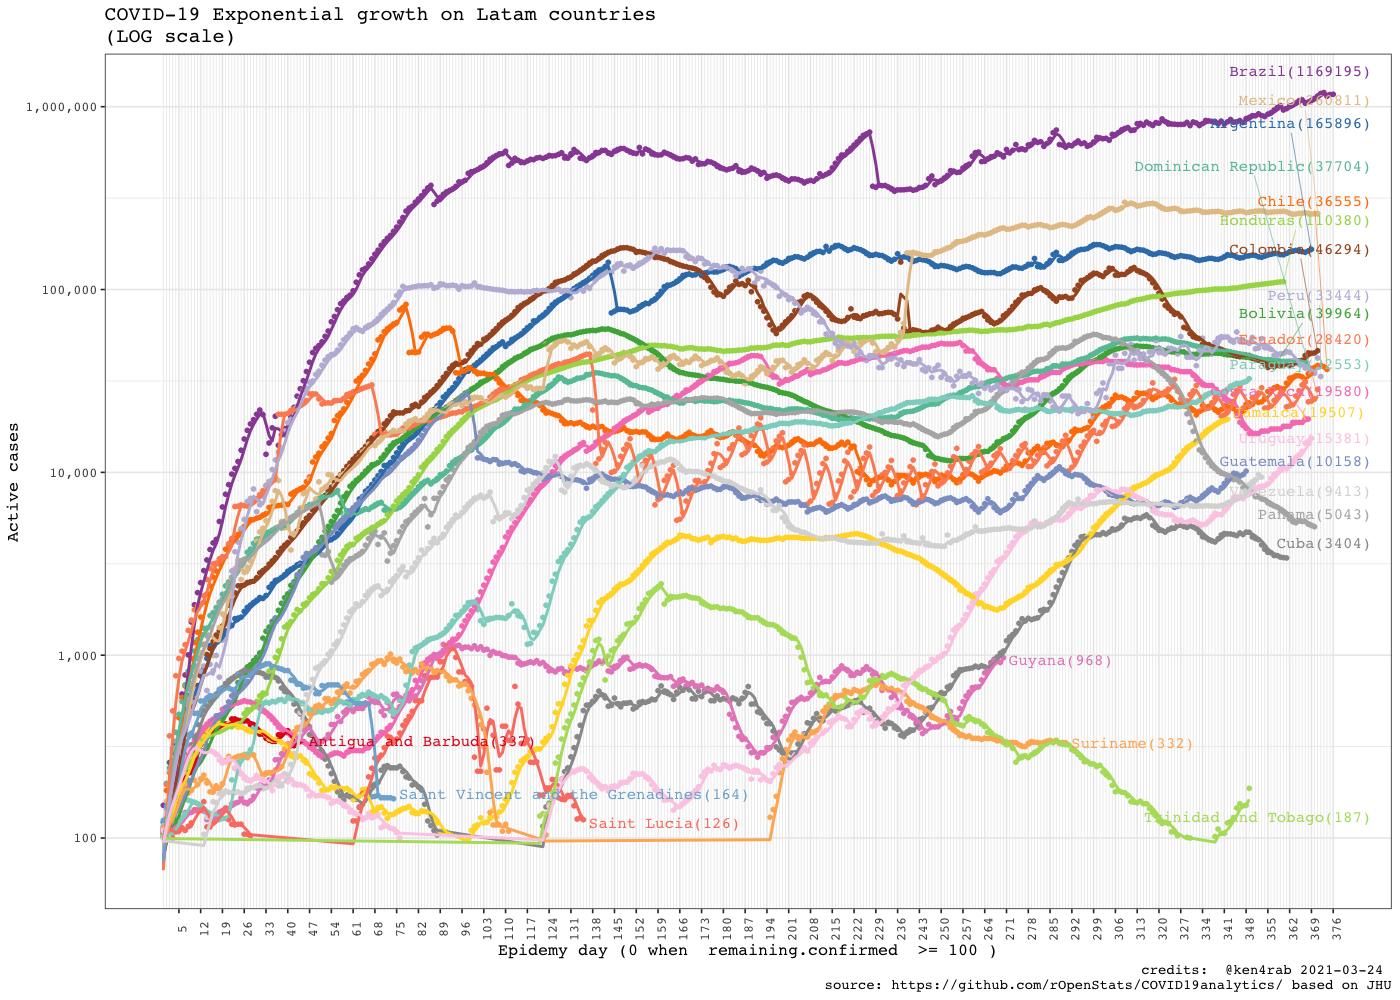 COVID-19 Exponential growth on Latam countries
(LOG scale)
Brazil(1169195)
Mexico(260811)
Argentina(165896)
Dominican Republic(37704)
Chile(36555)
Honduras(110380)
Colombia(46294)
Peru(33444)
Bolivia(39964)
Ecuador(28420)
Jamaica(19507)
Uruguay(15381)
Guatemala(10158)
Venezuela(9413)
Panama(5043)
Cuba(3404)
Guyana(968)
Antigua and Barbuda(337)
Suriname(332)
Saint Vincent and the Grenadines(164)
Saint Lucia(126)
Trinidad and Tobago(187)
1,000,000
100,000
10,000
1,000
100
Active cases
5 12 19 26 33 40 47 54 61 68 75 82 89 96 103 110 117 124 131 138 145 152 159 166 173 180 187 194 201 208 215 222 229 236 243 250 257 264 271 278 285 292 299 306 313 320 327 334 341 348 355 362 369 376
Epidemy day (0 when remaining.confirmed >= 100 )
credits: @ken4rab 2021-03-24
source: https://github.com/rOpenStats/COVID19analytics/ based on JHU